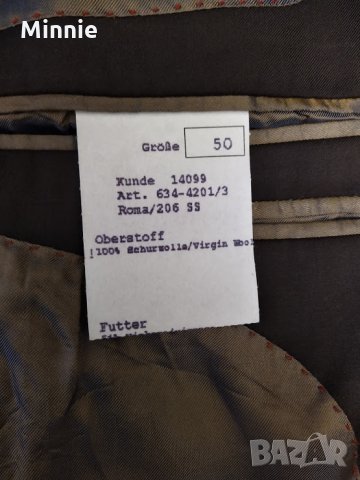 Minnie
Größe 50
Kunde 14099
Art. 634-4201/3
Roma/206 SS
Oberstoff
100% Schurwolle/Virgin Wool
Futter
BAZAR